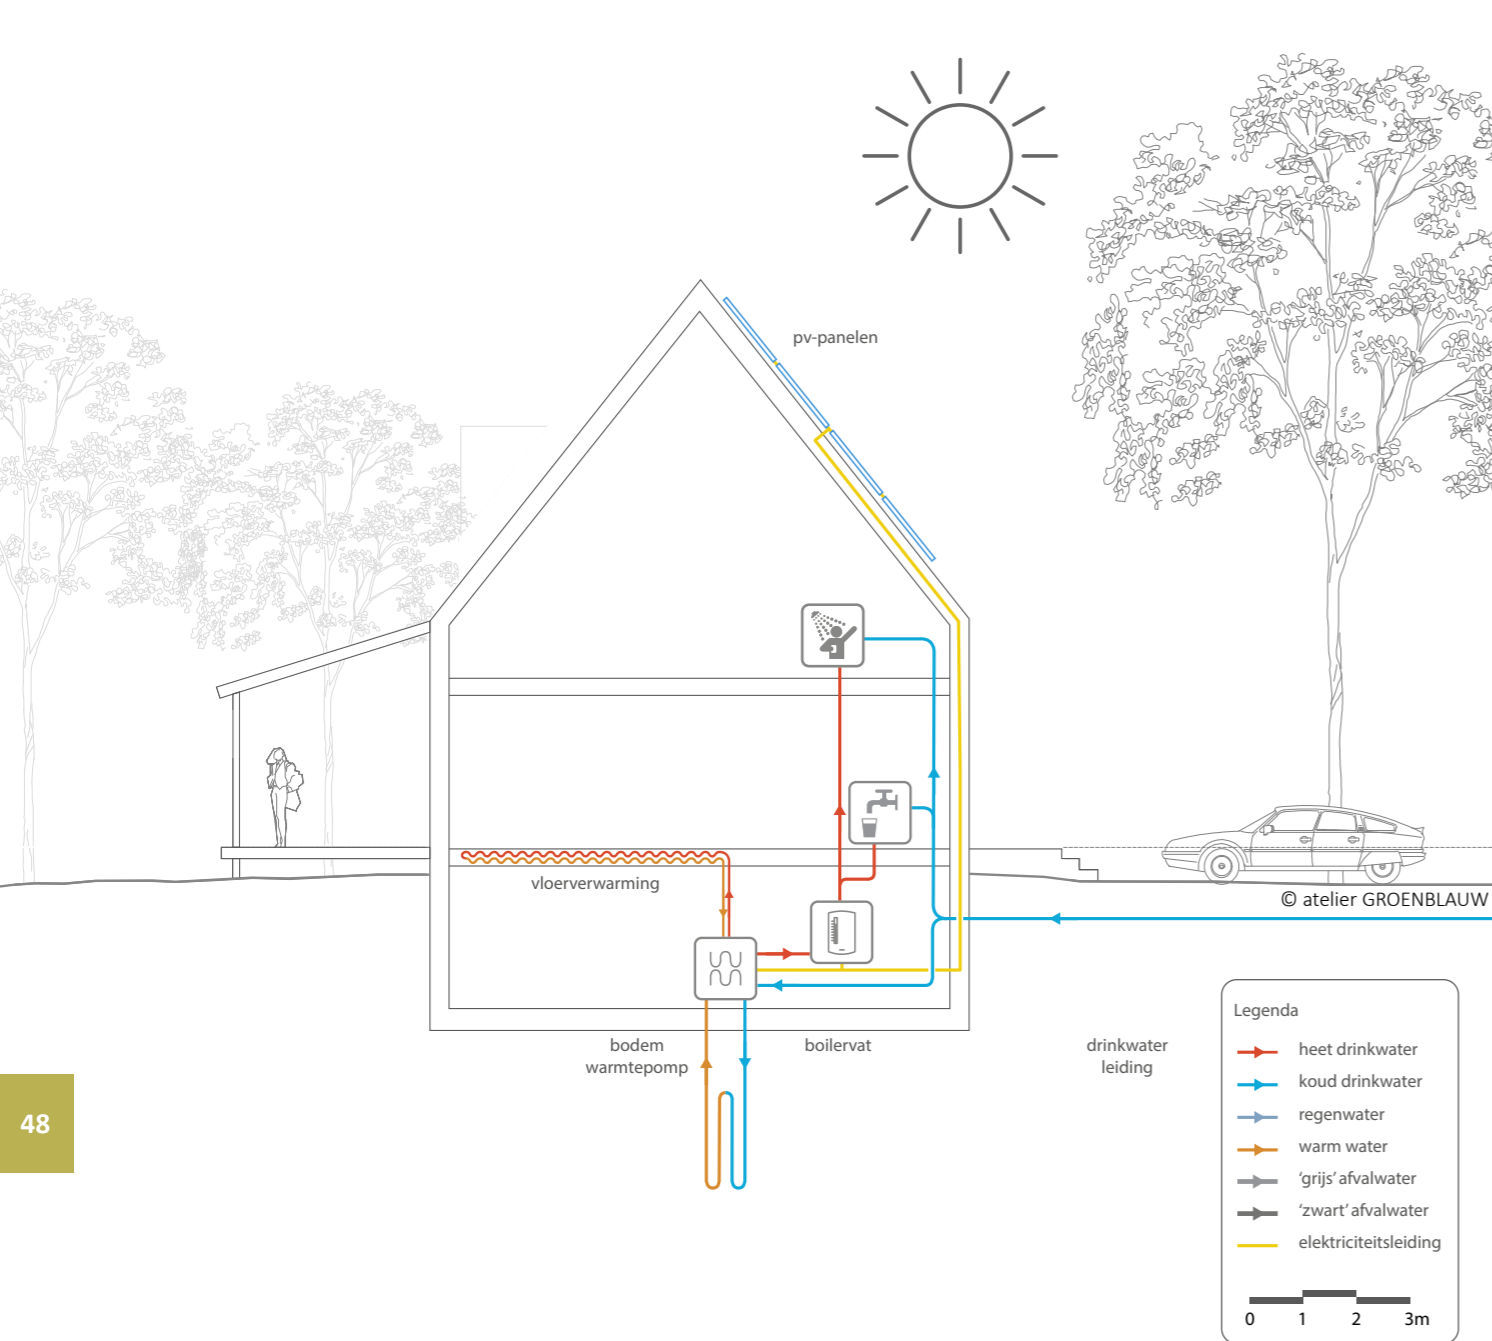 pv-panelen
vloerverwarming
© atelier GROENBLAUW
bodem
warmtepomp
boilervat
drinkwater
leiding
48
Legenda
heet drinkwater
koud drinkwater
regenwater
warm water
‘grijs’ afvalwater
‘zwart’ afvalwater
elektriciteitsleiding
0 1 2 3m